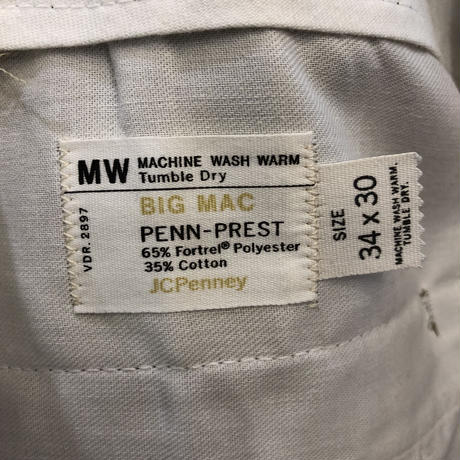 MW MACHINE WASH WARM
Tumble Dry
BIG MAC
PENN-PREST
65% Fortrel® Polyester
35% Cotton
JCPenney
VDR. 2897
SIZE
34 x 30
MACHINE WASH WARM.
TUMBLE DRY.